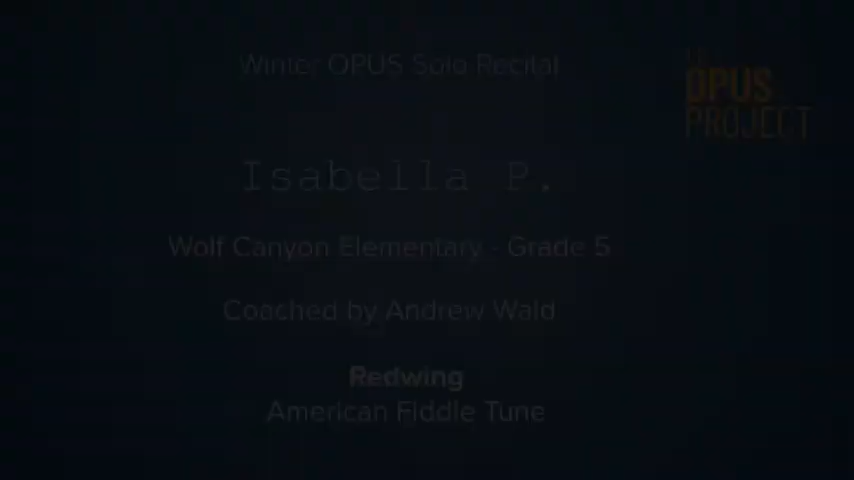 Winter OPUS Solo Recital
THE
OPUS
PROJECT
Isabella P.
Wolf Canyon Elementary - Grade 5
Coached by Andrew Wald
Redwing
American Fiddle Tune